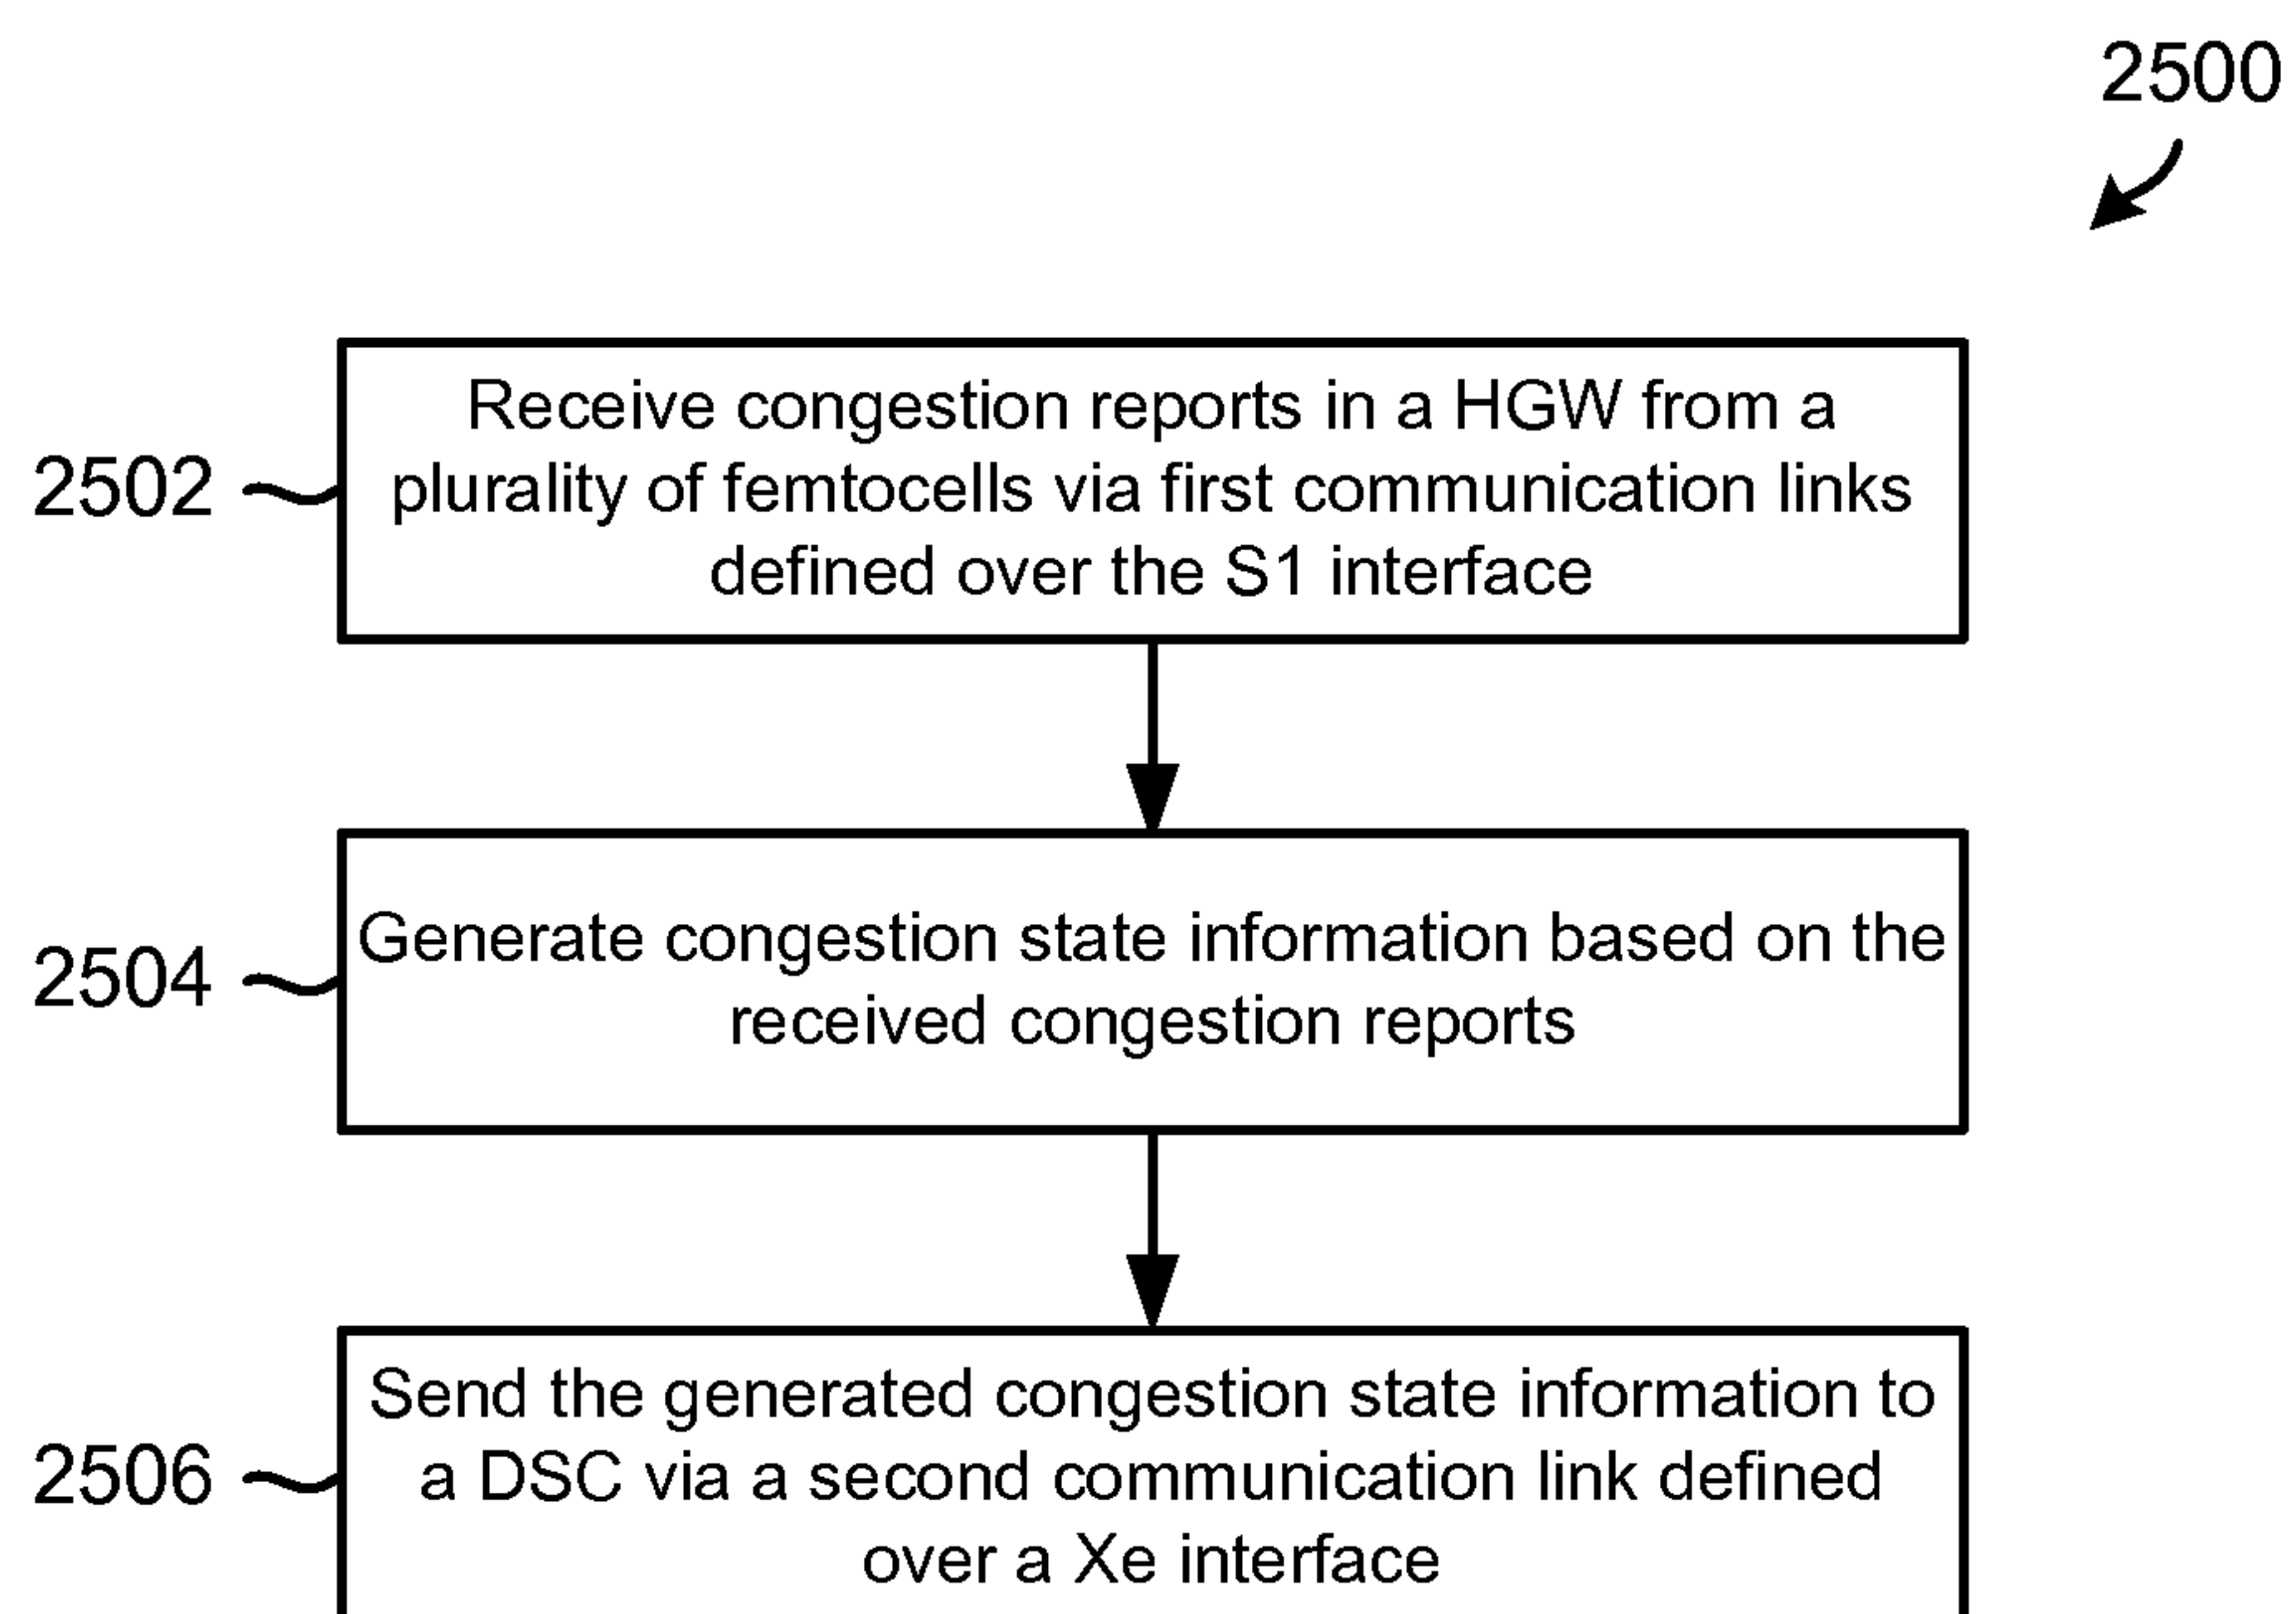 2500
Receive congestion reports in a HGW from a
plurality of femtocells via first communication links
defined over the S1 interface
2502
Generate congestion state information based on the
received congestion reports
2504
Send the generated congestion state information to
a DSC via a second communication link defined
over a Xe interface
2506